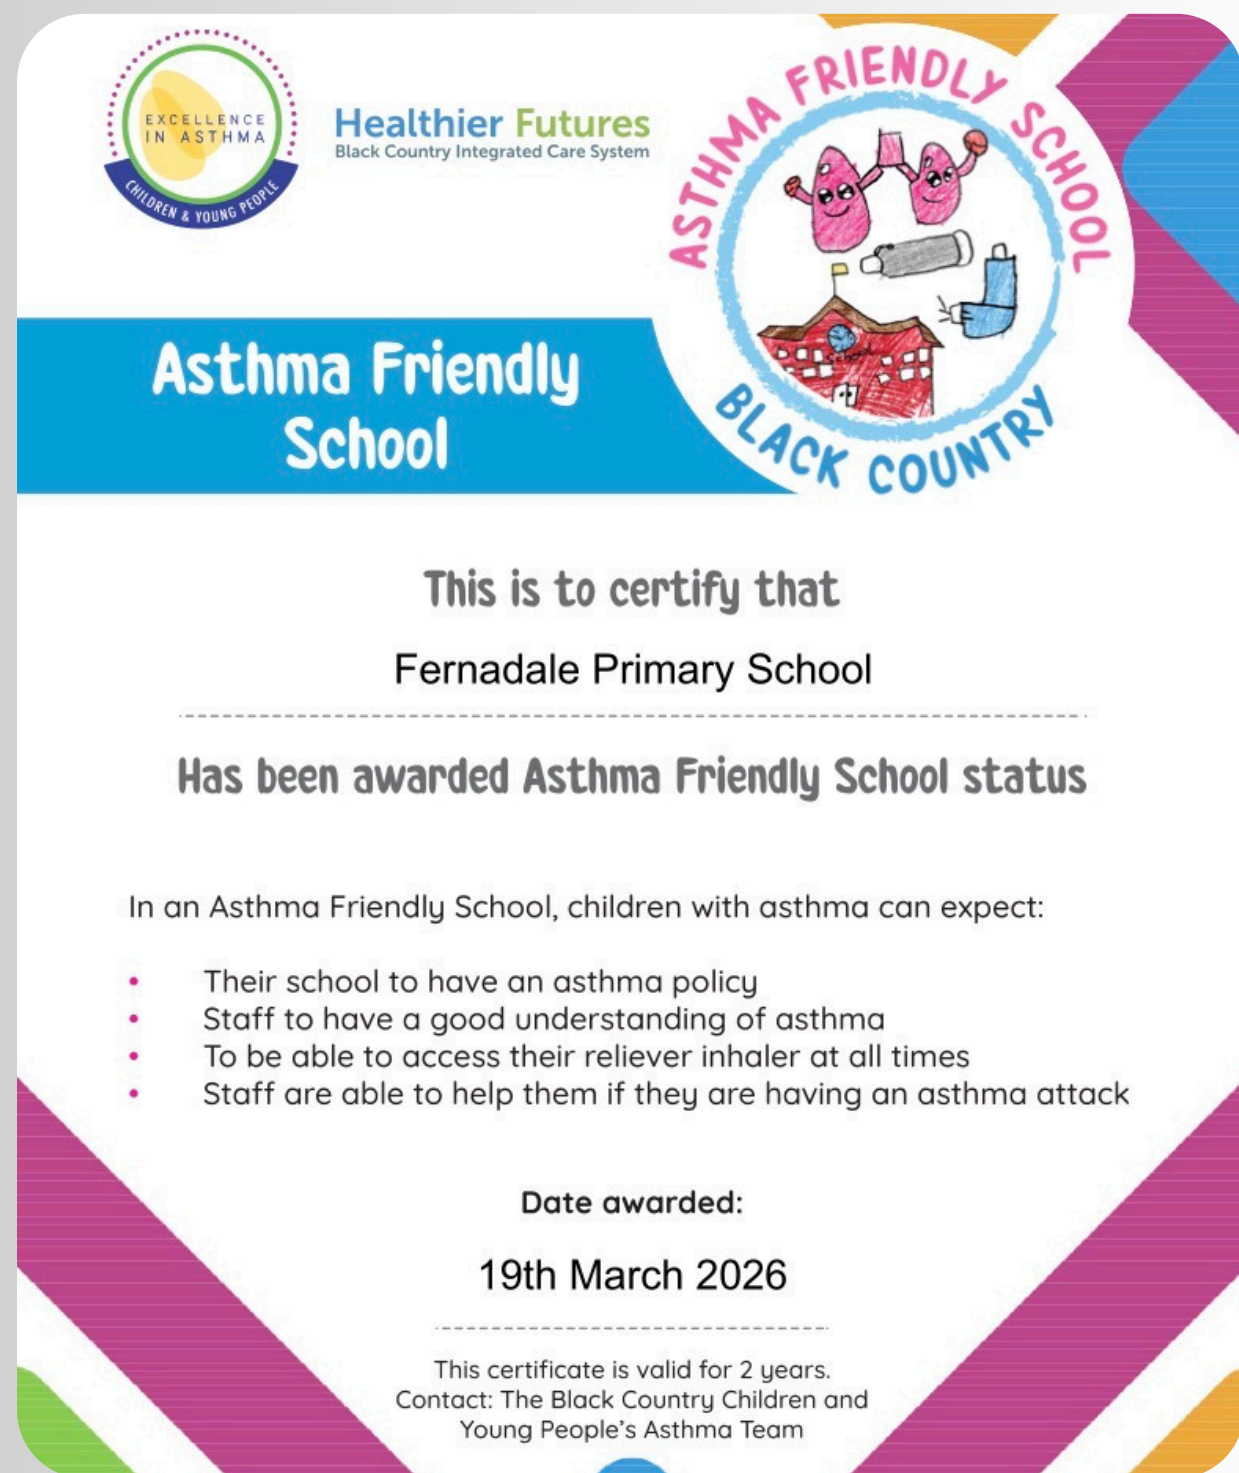 EXCELLENCE
IN ASTHMA
CHILDREN & YOUNG PEOPLE
Healthier Futures
Black Country Integrated Care System
ASTHMA FRIENDLY SCHOOL
School
BLACK COUNTRY
Asthma Friendly
School
This is to certify that
Fernadale Primary School
Has been awarded Asthma Friendly School status
In an Asthma Friendly School, children with asthma can expect:
• Their school to have an asthma policy
• Staff to have a good understanding of asthma
• To be able to access their reliever inhaler at all times
• Staff are able to help them if they are having an asthma attack
Date awarded:
19th March 2026
This certificate is valid for 2 years.
Contact: The Black Country Children and
Young People's Asthma Team